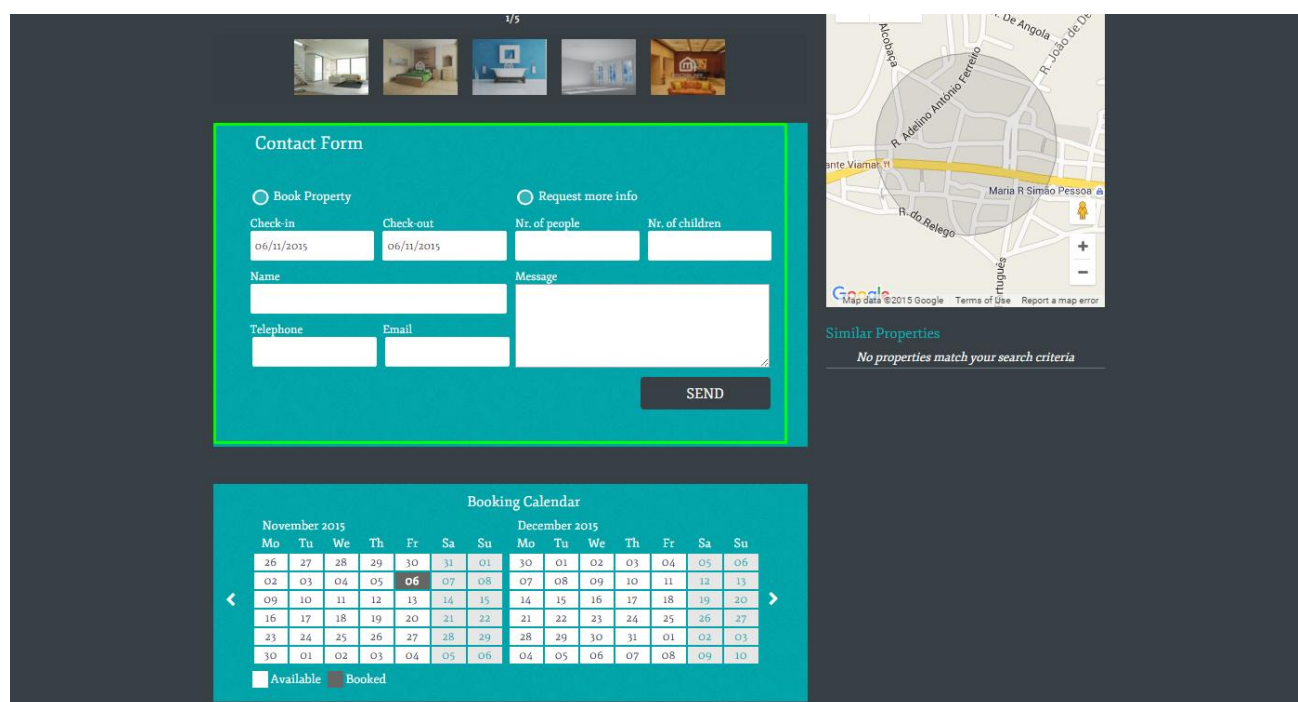 1/5
Contact Form
Book Property
Request more info
Check-in Check-out Nr. of people Nr. of children
06/11/2015 06/11/2015
Name Message
Telephone Email
SEND
Booking Calendar
November 2015 December 2015
Mo Tu We Th Fr Sa Su Mo Tu We Th Fr Sa Su
26 27 28 29 30 31 01 30 01 02 03 04 05 06
02 03 04 05 06 07 08 07 08 09 10 11 12 13
09 10 11 12 13 14 15 14 15 16 17 18 19 20
16 17 18 19 20 21 22 21 22 23 24 25 26 27
23 24 25 26 27 28 29 28 29 30 31 01 02 03
30 01 02 03 04 05 06 04 05 06 07 08 09 10
Available Booked
Alcobaça
R. De Angola
R. João de De
R. Adelino António Ferreiro
ante Viamar
Maria R Simão Pessoa
R. do Relego
rtuguês
+
−
Google
Map data ©2015 Google Terms of Use Report a map error
Similar Properties
No properties match your search criteria